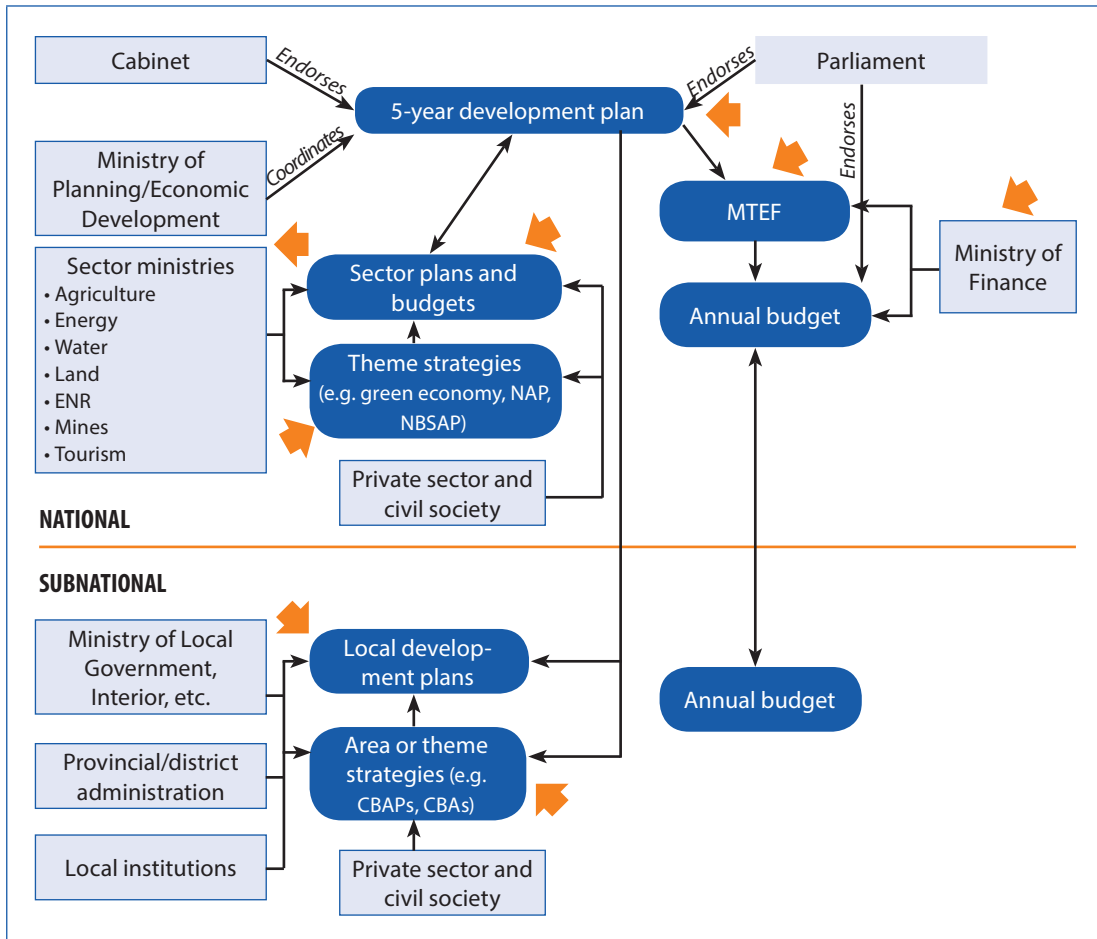 Cabinet
Endorses
Endorses
Parliament
5-year development plan
Ministry of
Planning/Economic
Development
Coordinates
Endorses
MTEF
Ministry of
Finance
Sector ministries
• Agriculture
• Energy
• Water
• Land
• ENR
• Mines
• Tourism
Sector plans and
budgets
Annual budget
Theme strategies
(e.g. green economy, NAP,
NBSAP)
Private sector and
civil society
NATIONAL
SUBNATIONAL
Ministry of Local
Government,
Interior, etc.
Local develop-
ment plans
Annual budget
Provincial/district
administration
Area or theme
strategies (e.g.
CBAPs, CBAs)
Local institutions
Private sector and
civil society